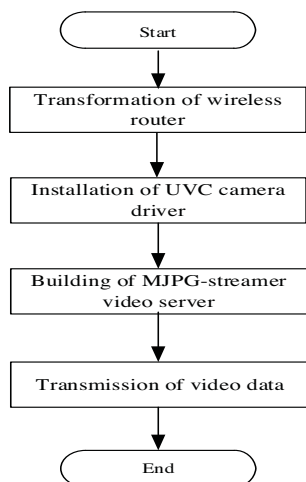 Start
Transformation of wireless
router
Installation of UVC camera
driver
Building of MJPG-streamer
video server
Transmission of video data
End